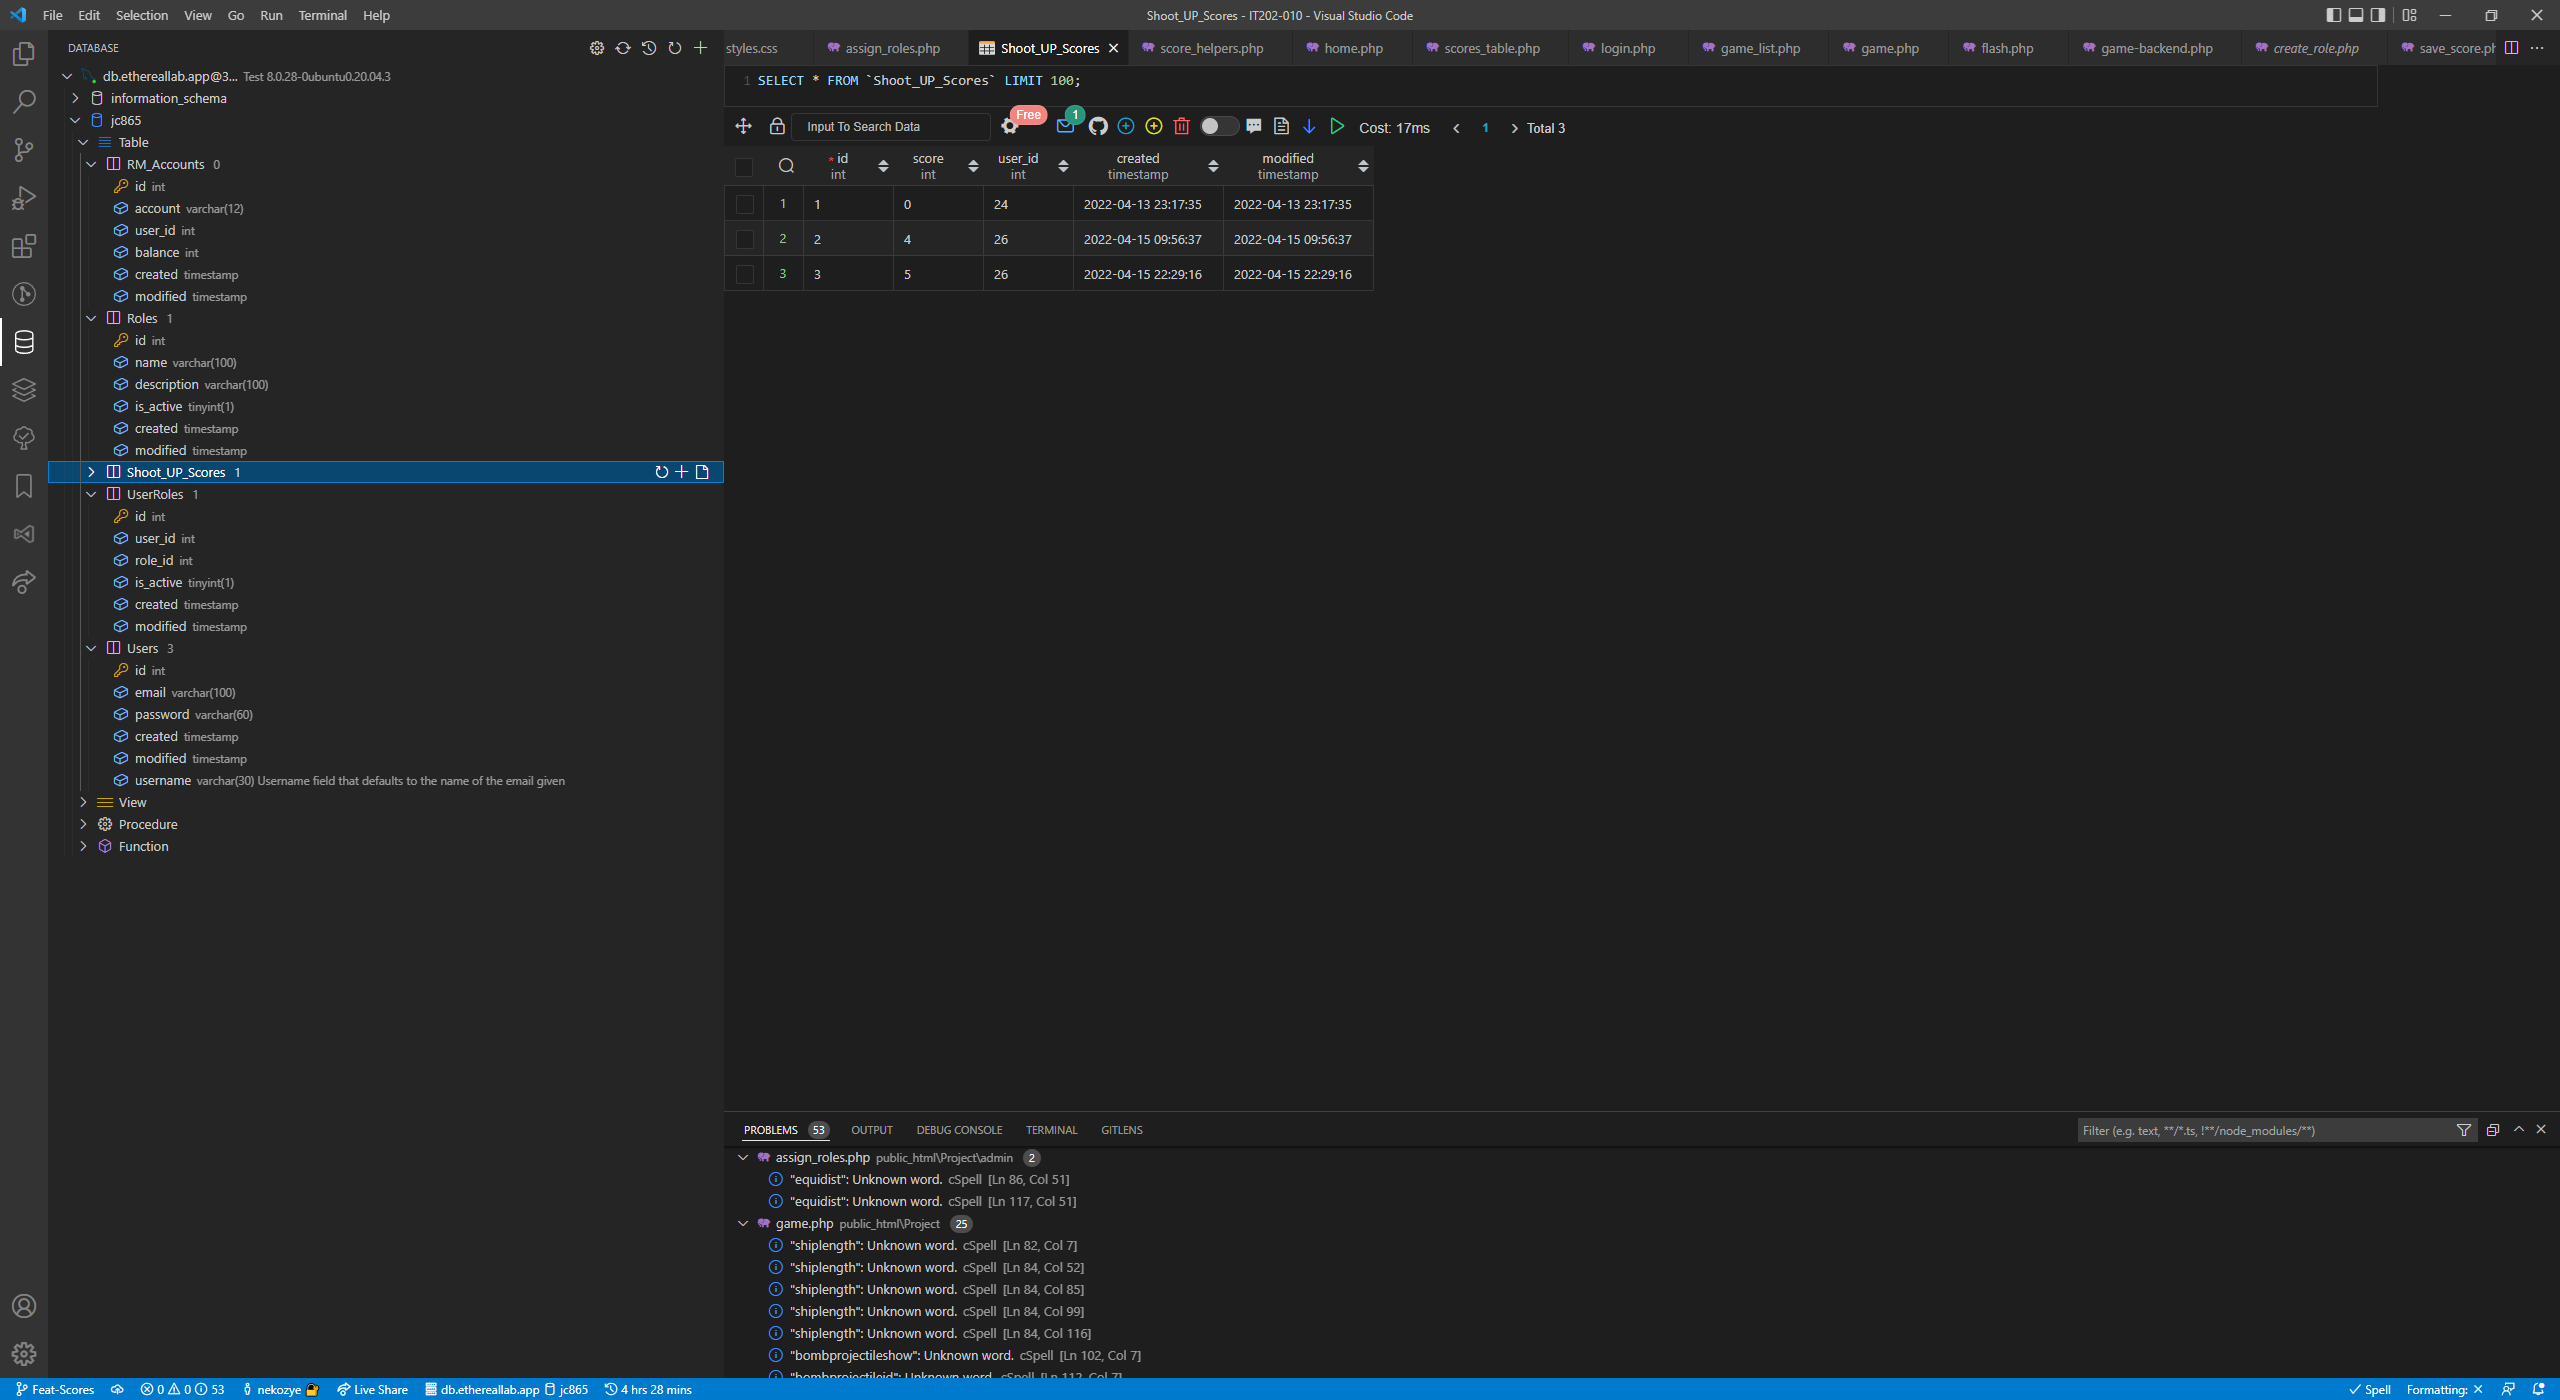 File Edit Selection View Go Run Terminal Help
Shoot_UP_Scores - IT202-010 - Visual Studio Code
DATABASE
db.ethereallab.app@3... Test 8.0.28-0ubuntu0.20.04.3
information_schema
jc865
Table
RM_Accounts 0
id int
account varchar(12)
user_id int
balance int
created timestamp
modified timestamp
Roles 1
id int
name varchar(100)
description varchar(100)
is_active tinyint(1)
created timestamp
modified timestamp
Shoot_UP_Scores 1
UserRoles 1
id int
user_id int
role_id int
is_active tinyint(1)
created timestamp
modified timestamp
Users 3
id int
email varchar(100)
password varchar(60)
created timestamp
modified timestamp
username varchar(30) Username field that defaults to the name of the email given
View
Procedure
Function
styles.css assign_roles.php Shoot_UP_Scores score_helpers.php home.php scores_table.php login.php game_list.php game.php flash.php game-backend.php create_role.php save_score.ph
1 SELECT * FROM `Shoot_UP_Scores` LIMIT 100;
Input To Search Data Free 1 Cost: 17ms 1 Total 3
* id score user_id created modified
int int int timestamp timestamp
1 1 0 24 2022-04-13 23:17:35 2022-04-13 23:17:35
2 2 4 26 2022-04-15 09:56:37 2022-04-15 09:56:37
3 3 5 26 2022-04-15 22:29:16 2022-04-15 22:29:16
PROBLEMS 53 OUTPUT DEBUG CONSOLE TERMINAL GITLENS
Filter (e.g. text, **/*.ts, !**/node_modules/**)
assign_roles.php public_html\Project\admin 2
"equidist": Unknown word. cSpell [Ln 86, Col 51]
"equidist": Unknown word. cSpell [Ln 117, Col 51]
game.php public_html\Project 25
"shiplength": Unknown word. cSpell [Ln 82, Col 7]
"shiplength": Unknown word. cSpell [Ln 84, Col 52]
"shiplength": Unknown word. cSpell [Ln 84, Col 85]
"shiplength": Unknown word. cSpell [Ln 84, Col 99]
"shiplength": Unknown word. cSpell [Ln 84, Col 116]
"bombprojectileshow": Unknown word. cSpell [Ln 102, Col 7]
"bombprojectileid": Unknown word. cSpell [Ln 112, Col 7]
Feat-Scores 0 0 53 nekozye Live Share db.ethereallab.app jc865 4 hrs 28 mins Spell Formatting: